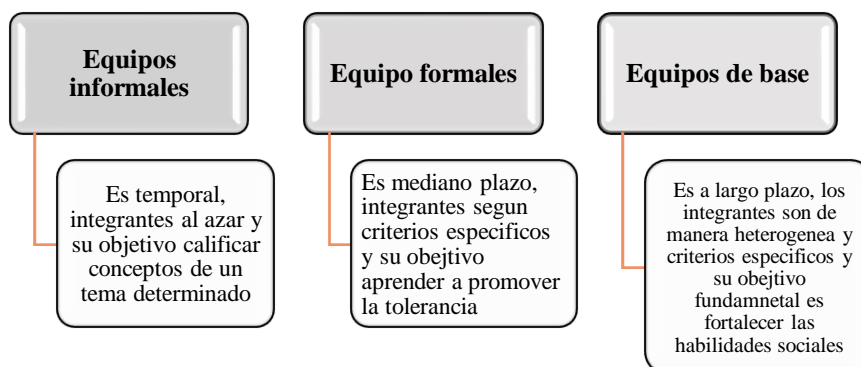 Equipos
informales
Es temporal,
integrantes al azar y
su objetivo calificar
conceptos de un
tema determinado
Equipo formales
Es mediano plazo,
integrantes segun
criterios especificos
y su obejtivo
aprender a promover
la tolerancia
Equipos de base
Es a largo plazo, los
integrantes son de
manera heterogenea y
criterios especificos y
su obejtivo
fundamnetal es
fortalecer las
habilidades sociales